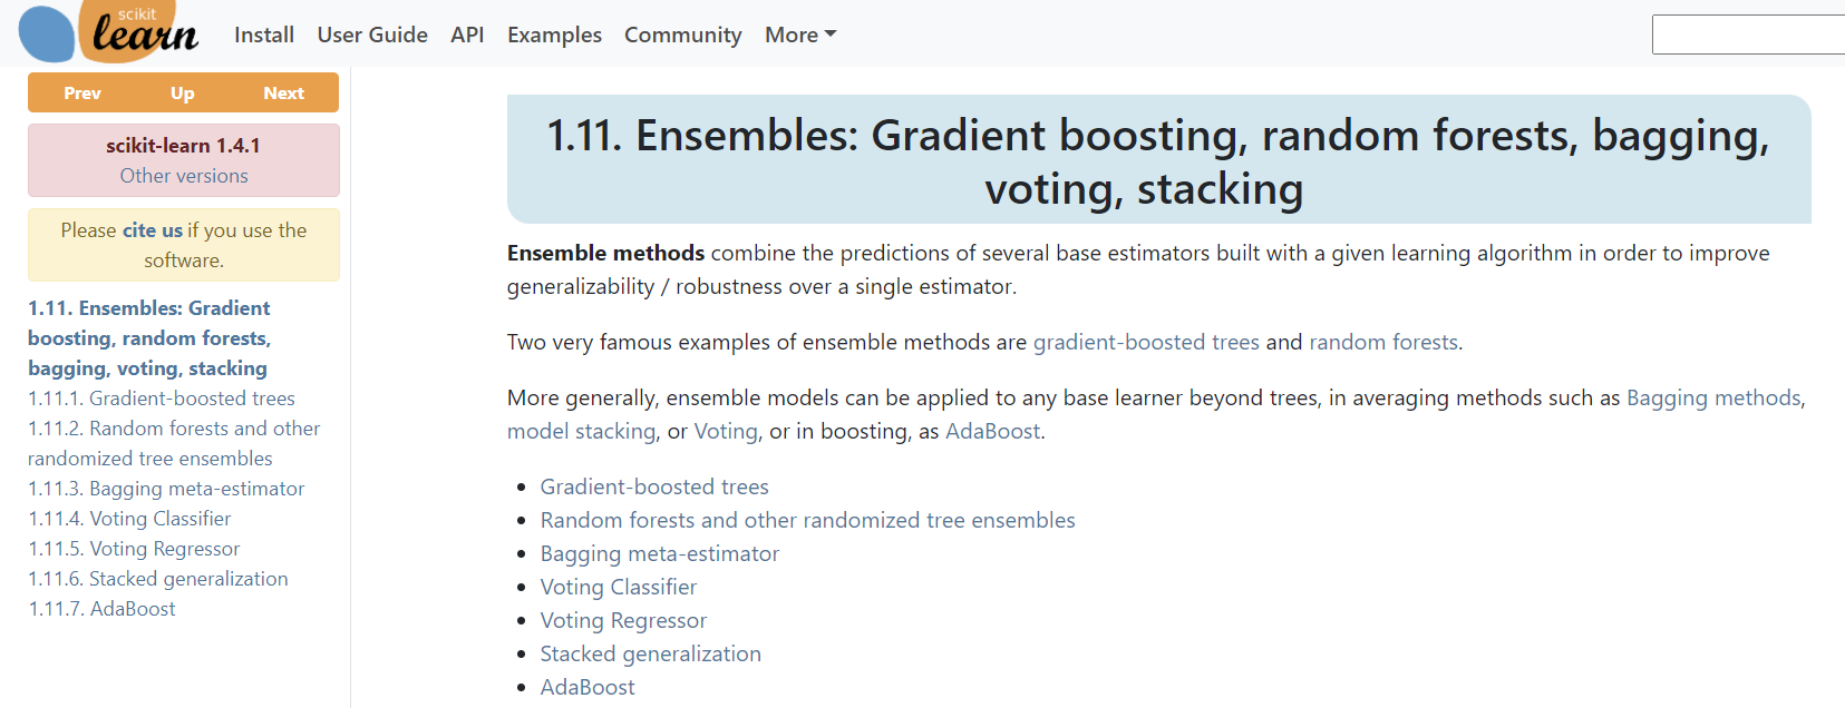 scikit
learn
Install User Guide API Examples Community More
Prev Up Next
scikit-learn 1.4.1
Other versions
Please cite us if you use the
software.
1.11. Ensembles: Gradient
boosting, random forests,
bagging, voting, stacking
1.11.1. Gradient-boosted trees
1.11.2. Random forests and other
randomized tree ensembles
1.11.3. Bagging meta-estimator
1.11.4. Voting Classifier
1.11.5. Voting Regressor
1.11.6. Stacked generalization
1.11.7. AdaBoost
1.11. Ensembles: Gradient boosting, random forests, bagging,
voting, stacking
Ensemble methods combine the predictions of several base estimators built with a given learning algorithm in order to improve
generalizability / robustness over a single estimator.
Two very famous examples of ensemble methods are gradient-boosted trees and random forests.
More generally, ensemble models can be applied to any base learner beyond trees, in averaging methods such as Bagging methods,
model stacking, or Voting, or in boosting, as AdaBoost.
• Gradient-boosted trees
• Random forests and other randomized tree ensembles
• Bagging meta-estimator
• Voting Classifier
• Voting Regressor
• Stacked generalization
• AdaBoost